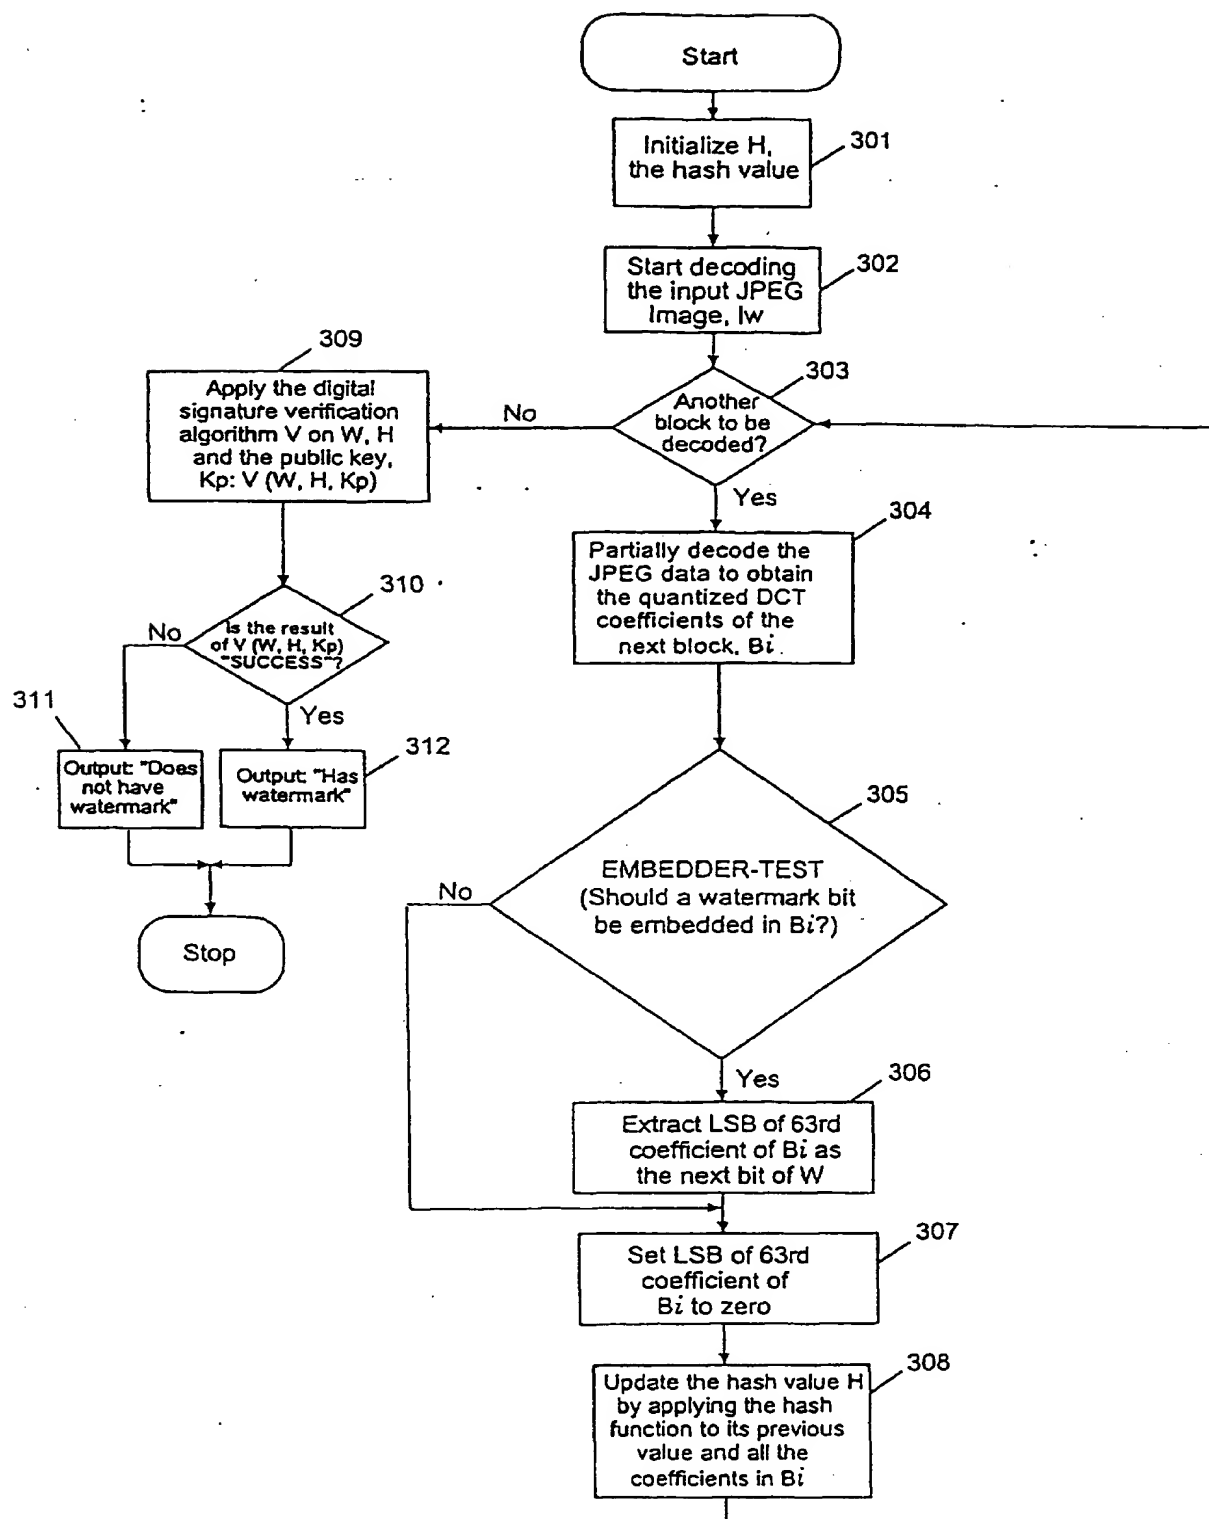 Start
Initialize H,
the hash value
301
Start decoding
the input JPEG
Image, Iw
302
303
Another
block to be
decoded?
No
Yes
309
Apply the digital
signature verification
algorithm V on W, H
and the public key,
Kp: V (W, H, Kp)
304
Partially decode the
JPEG data to obtain
the quantized DCT
coefficients of the
next block, Bi.
310
Is the result
of V (W, H, Kp)
"SUCCESS"?
No
Yes
311
Output: "Does
not have
watermark"
312
Output: "Has
watermark"
Stop
305
EMBEDDER-TEST
(Should a watermark bit
be embedded in Bi?)
No
Yes
306
Extract LSB of 63rd
coefficient of Bi as
the next bit of W
307
Set LSB of 63rd
coefficient of
Bi to zero
308
Update the hash value H
by applying the hash
function to its previous
value and all the
coefficients in Bi